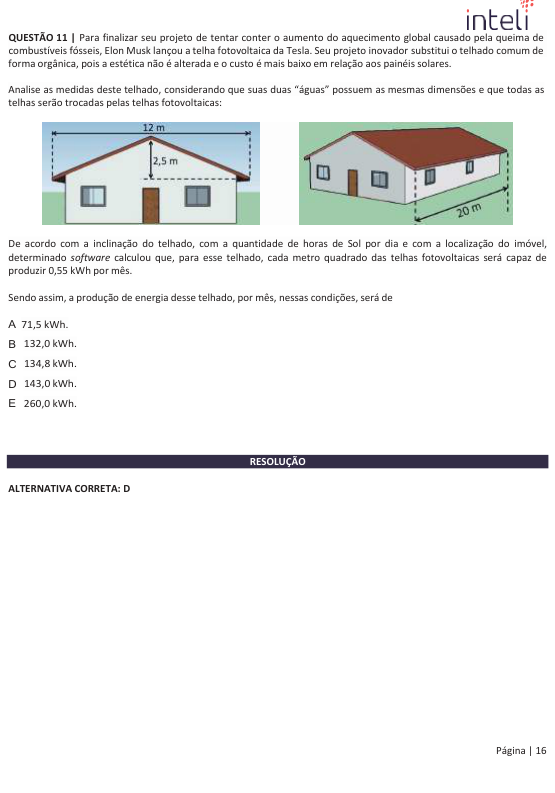 inteli
QUESTÃO 11 | Para finalizar seu projeto de tentar conter o aumento do aquecimento global causado pela queima de
combustíveis fósseis, Elon Musk lançou a telha fotovoltaica da Tesla. Seu projeto inovador substitui o telhado comum de
forma orgânica, pois a estética não é alterada e o custo é mais baixo em relação aos painéis solares.
Analise as medidas deste telhado, considerando que suas duas “águas” possuem as mesmas dimensões e que todas as
telhas serão trocadas pelas telhas fotovoltaicas:
12 m
2,5 m
20 m
De acordo com a inclinação do telhado, com a quantidade de horas de Sol por dia e com a localização do imóvel,
determinado software calculou que, para esse telhado, cada metro quadrado das telhas fotovoltaicas será capaz de
produzir 0,55 kWh por mês.
Sendo assim, a produção de energia desse telhado, por mês, nessas condições, será de
A 71,5 kWh.
B 132,0 kWh.
C 134,8 kWh.
D 143,0 kWh.
E 260,0 kWh.
RESOLUÇÃO
ALTERNATIVA CORRETA: D
Página | 16